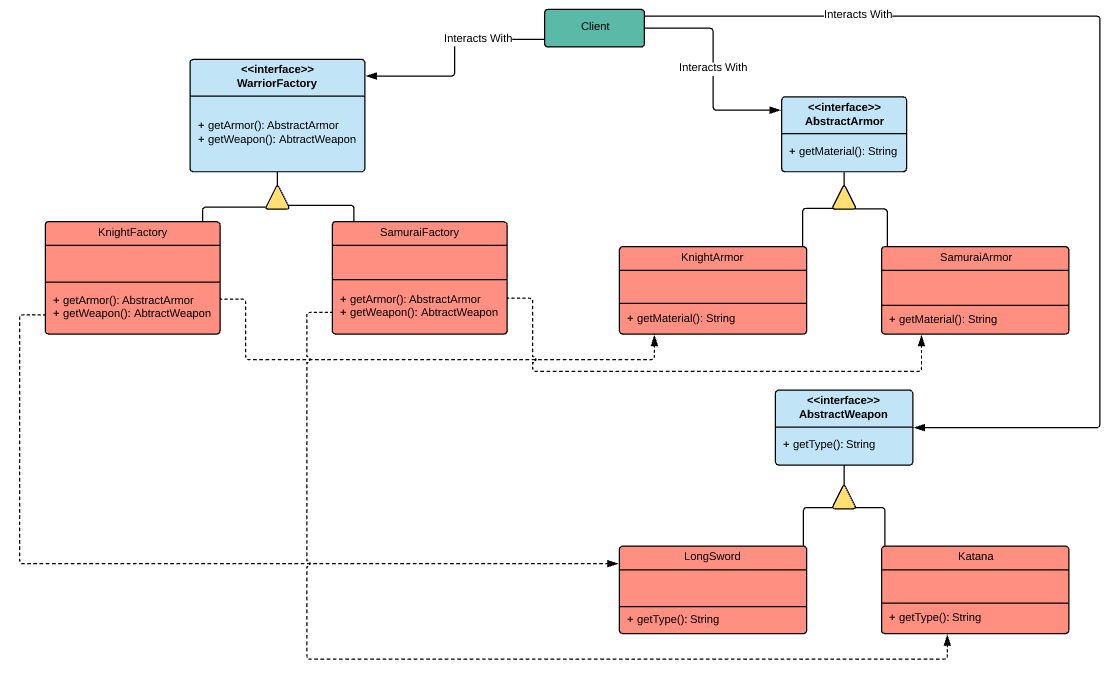 Client
Interacts With
Interacts With
Interacts With
<<interface>>
WarriorFactory
+ getArmor(): AbstractArmor
+ getWeapon(): AbtractWeapon
<<interface>>
AbstractArmor
+ getMaterial(): String
KnightFactory
+ getArmor(): AbstractArmor
+ getWeapon(): AbtractWeapon
SamuraiFactory
+ getArmor(): AbstractArmor
+ getWeapon(): AbtractWeapon
KnightArmor
+ getMaterial(): String
SamuraiArmor
+ getMaterial(): String
<<interface>>
AbstractWeapon
+ getType(): String
LongSword
+ getType(): String
Katana
+ getType(): String